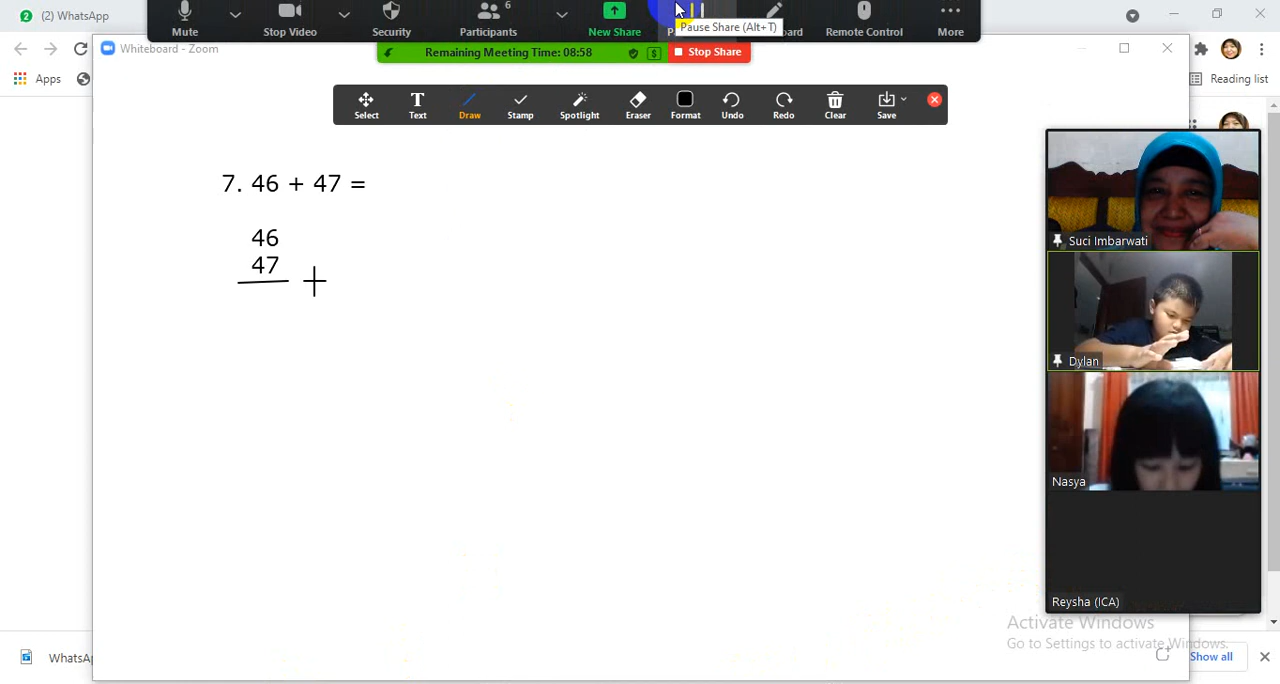 (2) WhatsApp
Mute
Stop Video
Security
Participants
6
New Share
Pause Share (Alt+T)
Remote Control
More
Whiteboard - Zoom
Remaining Meeting Time: 08:58
$
Stop Share
Apps
Reading list
Select
Text
Draw
Stamp
Spotlight
Eraser
Format
Undo
Redo
Clear
Save
7. 46 + 47 =
46
47
+
Suci Imbarwati
Dylan
Nasya
Reysha (ICA)
Activate Windows
Go to Settings to activate Windows.
WhatsA
Show all